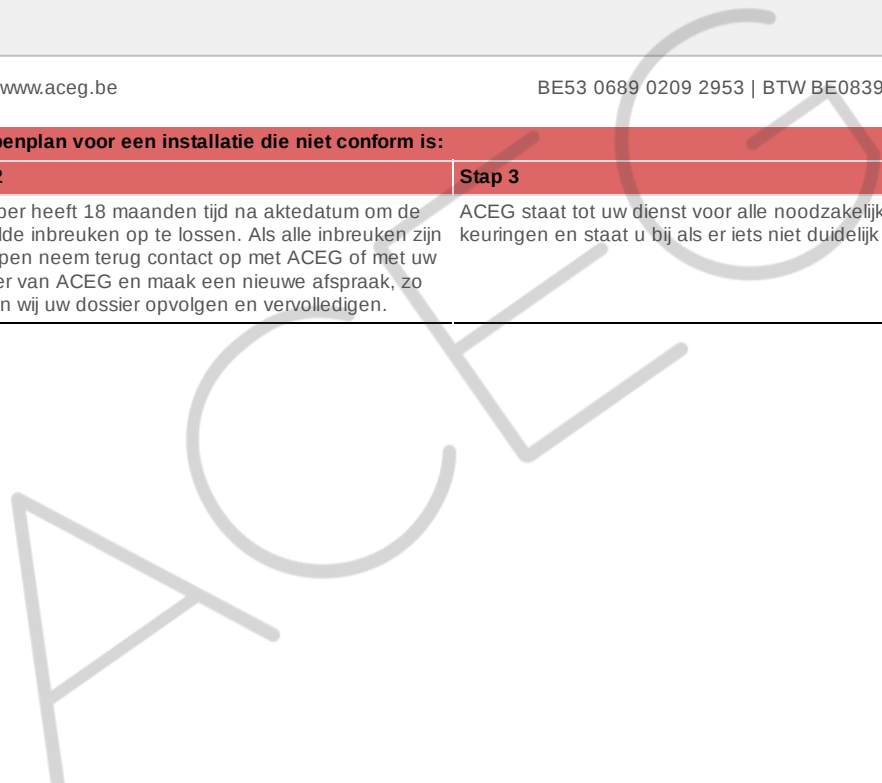 www.aceg.be BE53 0689 0209 2953 | BTW BE0839
penplan voor een installatie die niet conform is:
2 Stap 3
per heeft 18 maanden tijd na aktedatum om de
lde inbreuken op te lossen. Als alle inbreuken zijn
pen neem terug contact op met ACEG of met uw
er van ACEG en maak een nieuwe afspraak, zo
n wij uw dossier opvolgen en vervolledigen.
ACEG staat tot uw dienst voor alle noodzakelijk
keuringen en staat u bij als er iets niet duidelijk
ACEG